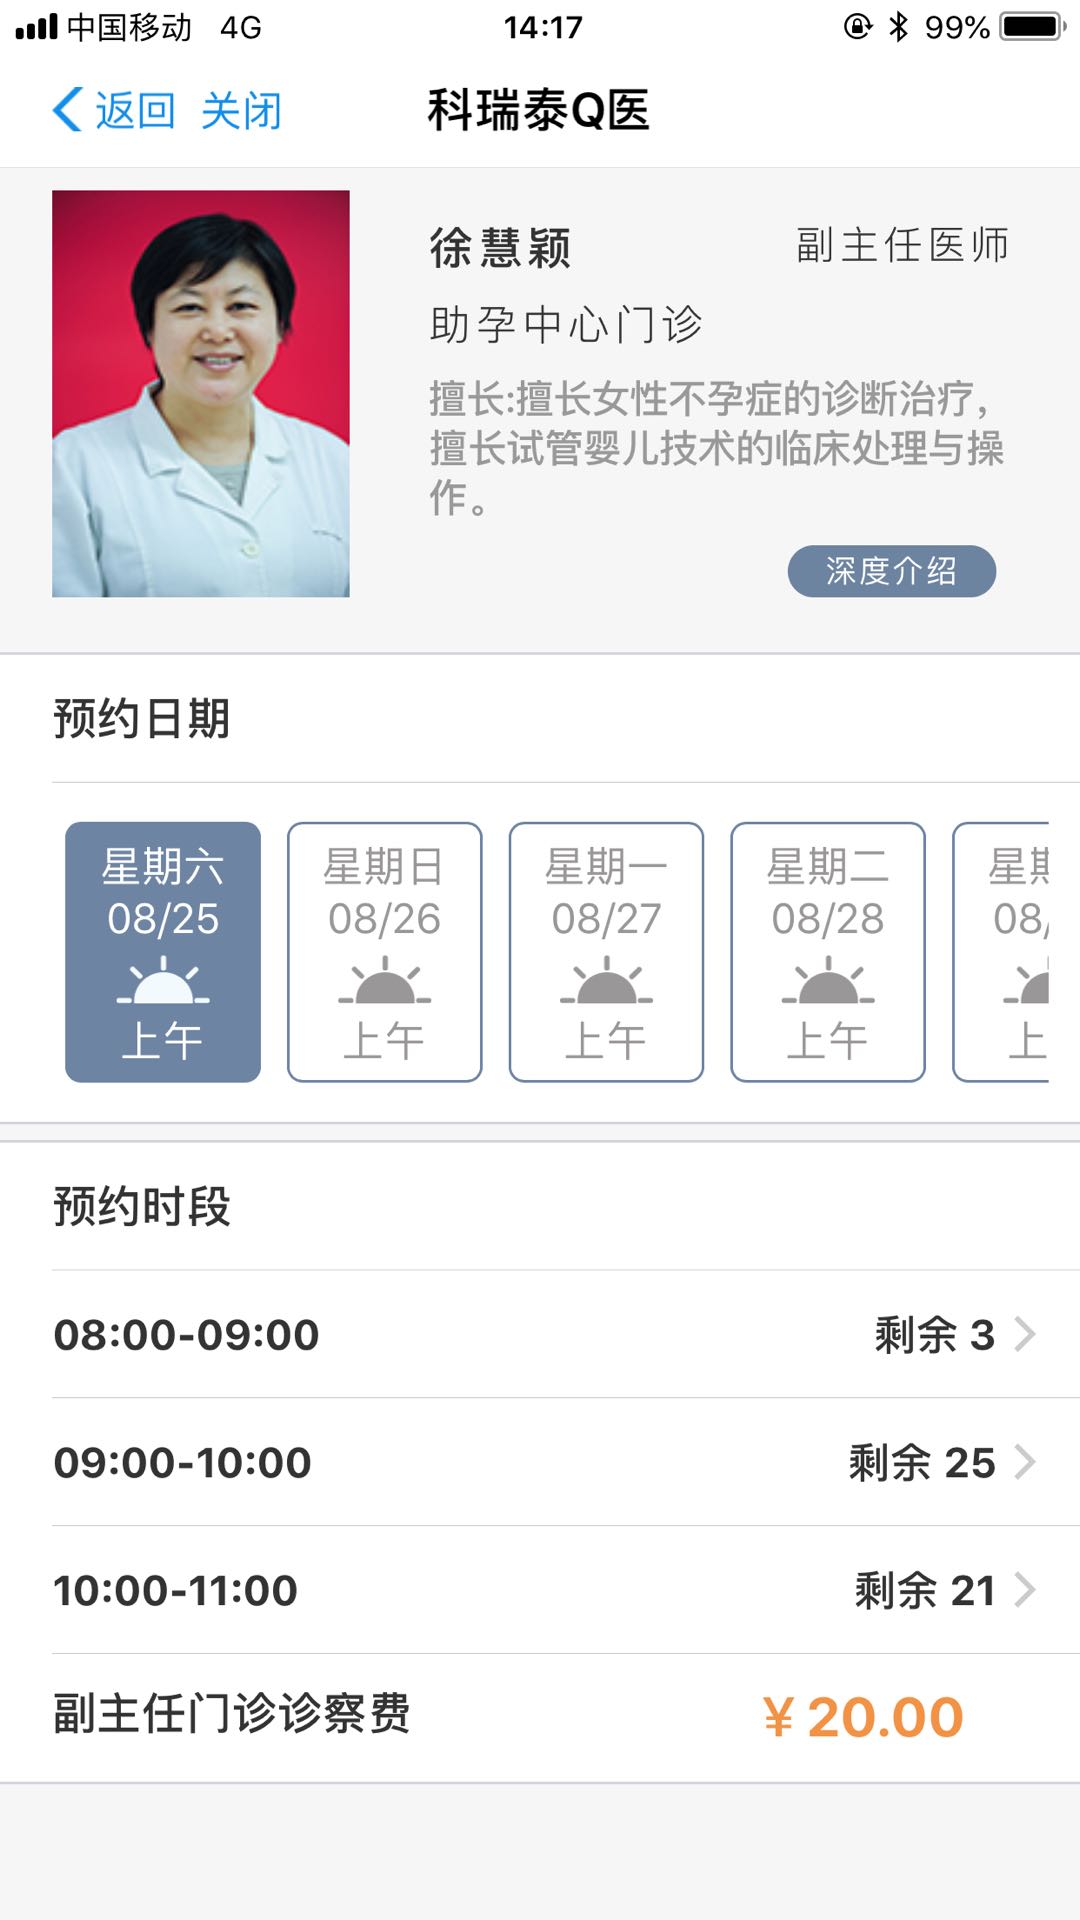 中国移动 4G 14:17 99%
返回 关闭 科瑞泰Q医
徐慧颖 副主任医师
助孕中心门诊
擅长:擅长女性不孕症的诊断治疗，
擅长试管婴儿技术的临床处理与操
作。
深度介绍
预约日期
星期六 星期日 星期一 星期二 星期
08/25 08/26 08/27 08/28 08/
上午 上午 上午 上午 上
预约时段
08:00-09:00 剩余 3
09:00-10:00 剩余 25
10:00-11:00 剩余 21
副主任门诊诊察费 ¥ 20.00